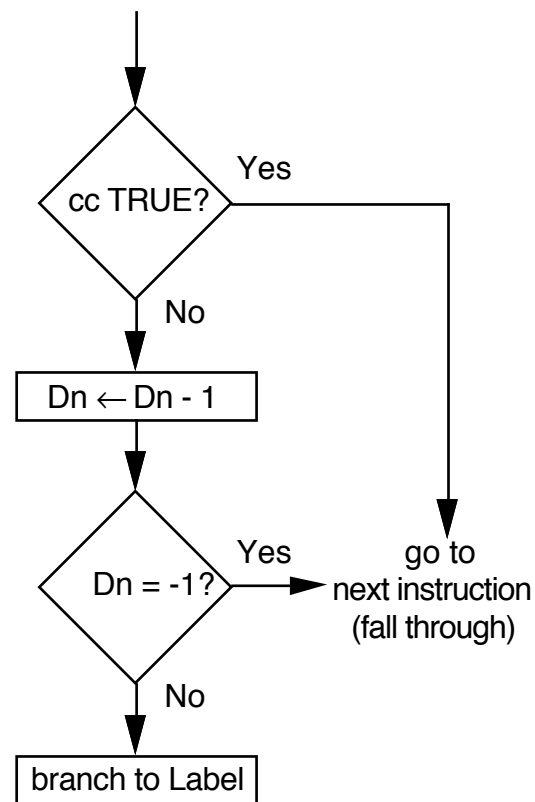 cc TRUE?
Yes
No
Dn ← Dn - 1
Dn = -1?
Yes
go to
next instruction
(fall through)
No
branch to Label